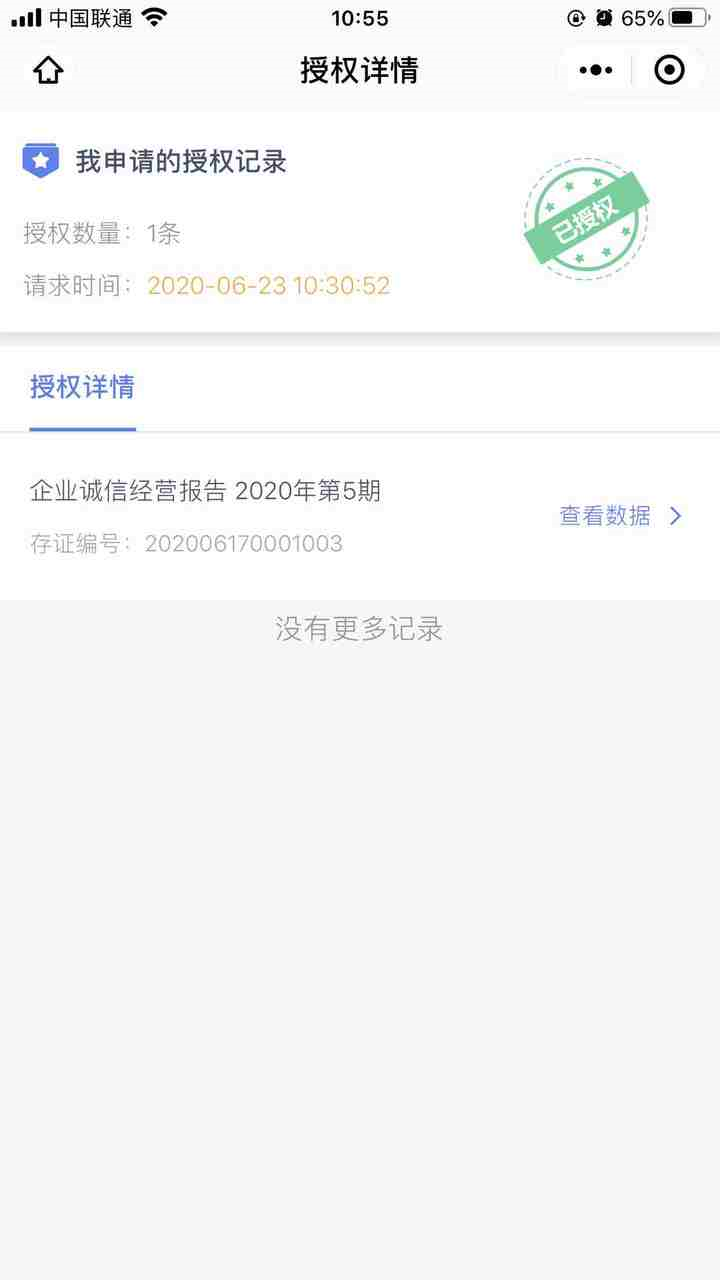 中国联通
10:55
65%
授权详情
我申请的授权记录
已授权
授权数量：1条
请求时间：2020-06-23 10:30:52
授权详情
企业诚信经营报告 2020年第5期
查看数据
存证编号：202006170001003
没有更多记录